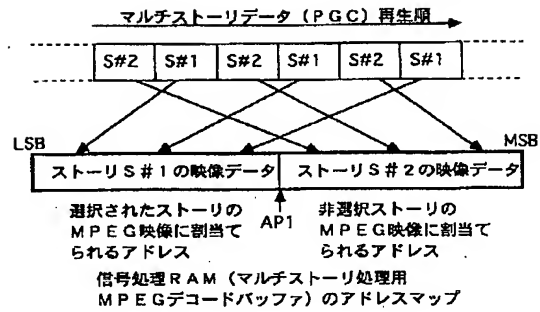 マルチストーリデータ（PGC）再生順
S#2 S#1 S#2 S#1 S#2 S#1
LSB MSB
ストーリS#1の映像データ ストーリS#2の映像データ
選択されたストーリの
MPEG映像に割当て
られるアドレス
AP1
非選択ストーリの
MPEG映像に割当て
られるアドレス
信号処理RAM（マルチストーリ処理用
MPEGデコードバッファ）のアドレスマップ